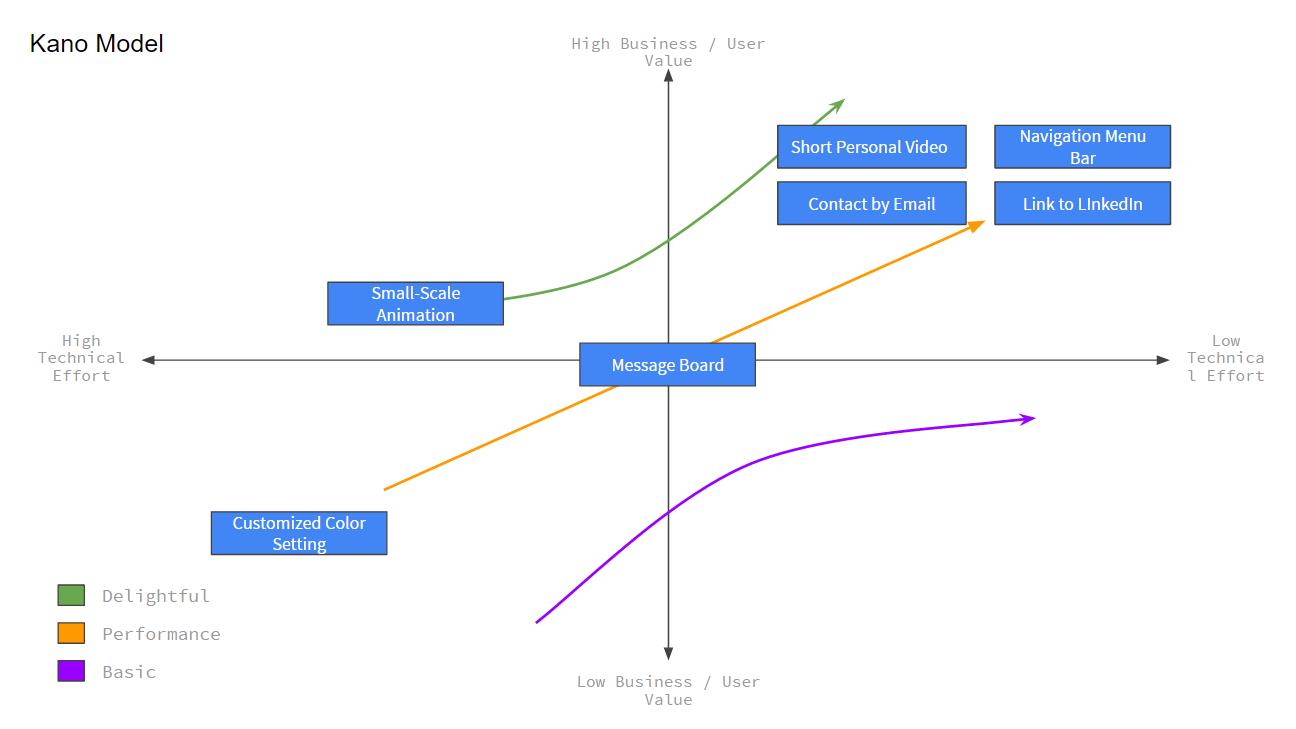 Kano Model
High Business / User
Value
Short Personal Video
Navigation Menu
Bar
Contact by Email
Link to LInkedIn
Small-Scale
Animation
High
Technical
Effort
Message Board
Low
Technica
l Effort
Customized Color
Setting
Delightful
Performance
Basic
Low Business / User
Value